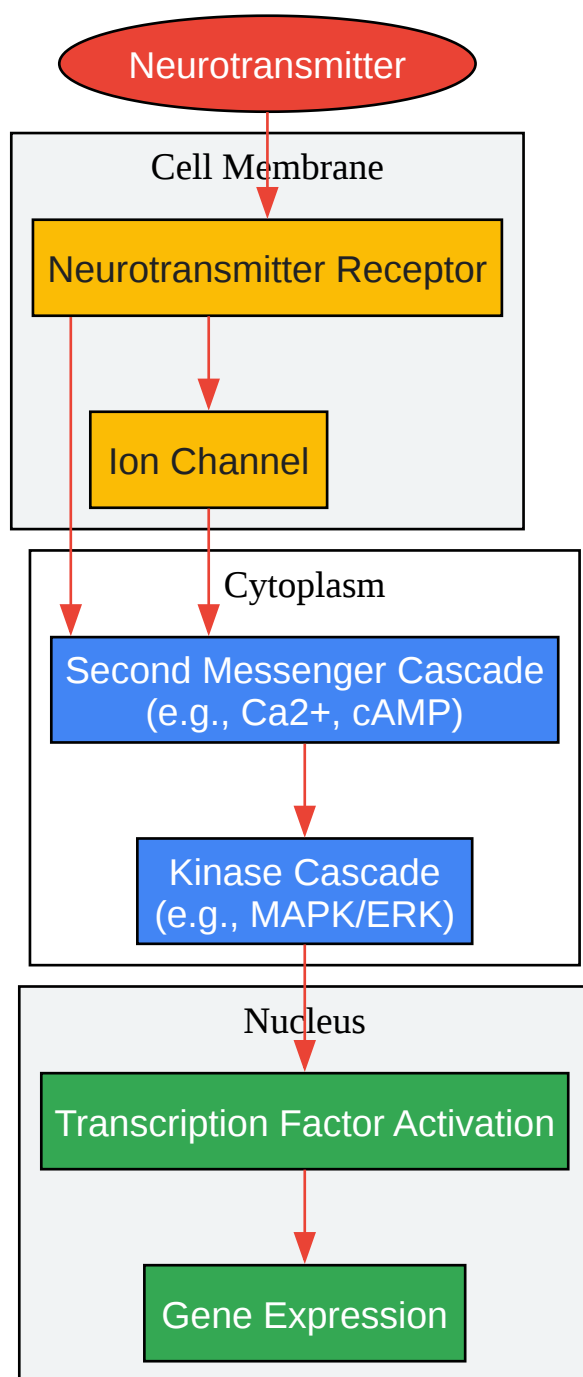 Neurotransmitter
Cell Membrane
Neurotransmitter Receptor
Ion Channel
Cytoplasm
Second Messenger Cascade
(e.g., Ca2+, cAMP)
Kinase Cascade
(e.g., MAPK/ERK)
Nucleus
Transcription Factor Activation
Gene Expression